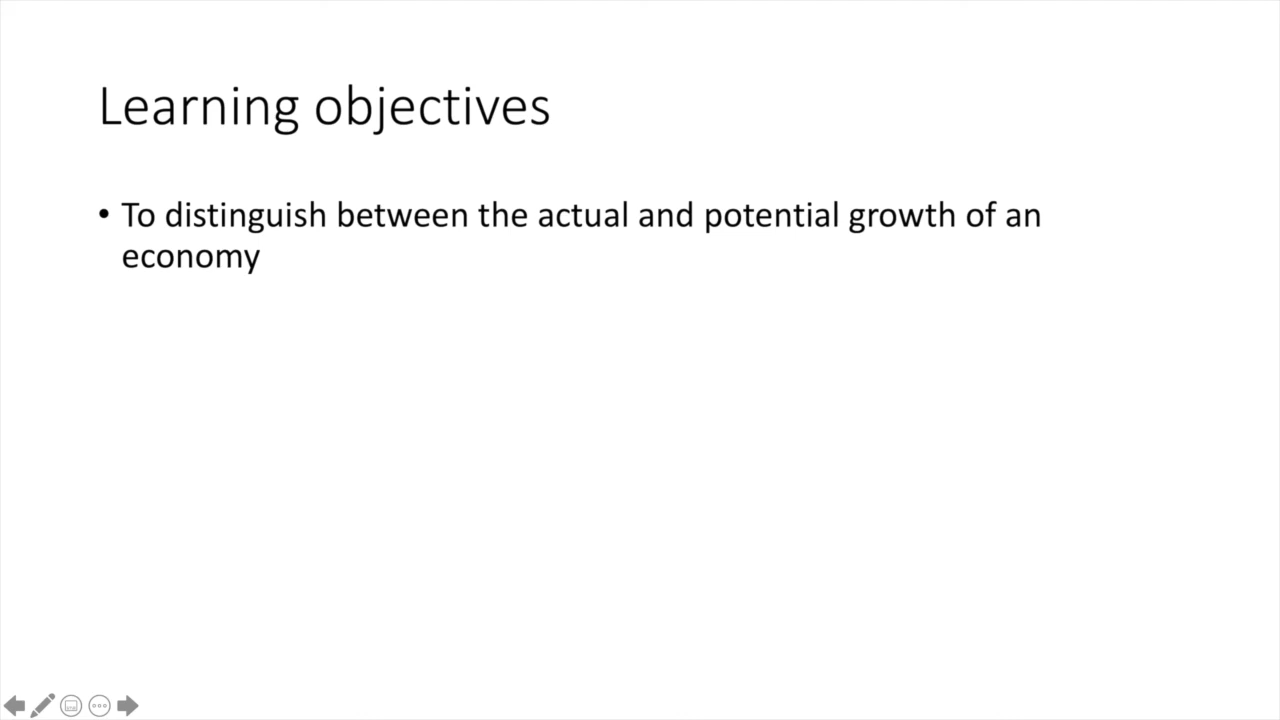 Learning objectives
• To distinguish between the actual and potential growth of an
economy